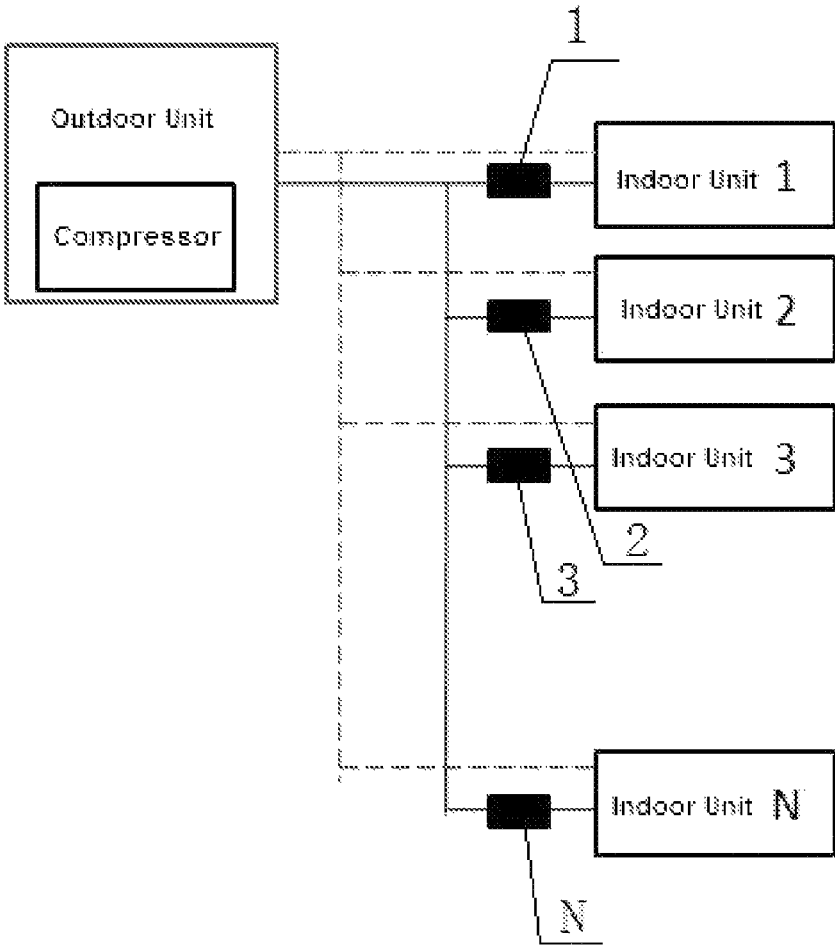 1
Outdoor Unit
Compressor
Indoor Unit 1
Indoor Unit 2
Indoor Unit 3
2
3
Indoor Unit N
N